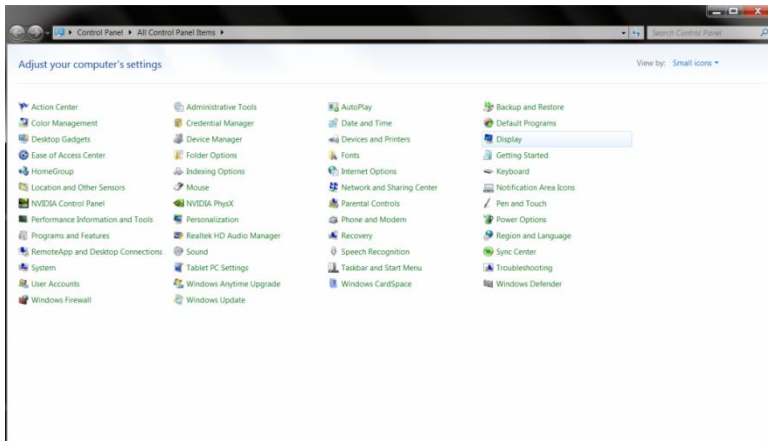 Control Panel ▸ All Control Panel Items ▸
Search Control Panel
Adjust your computer's settings
View by: Small icons
Action Center
Administrative Tools
AutoPlay
Backup and Restore
Color Management
Credential Manager
Date and Time
Default Programs
Desktop Gadgets
Device Manager
Devices and Printers
Display
Ease of Access Center
Folder Options
Fonts
Getting Started
HomeGroup
Indexing Options
Internet Options
Keyboard
Location and Other Sensors
Mouse
Network and Sharing Center
Notification Area Icons
NVIDIA Control Panel
NVIDIA PhysX
Parental Controls
Pen and Touch
Performance Information and Tools
Personalization
Phone and Modem
Power Options
Programs and Features
Realtek HD Audio Manager
Recovery
Region and Language
RemoteApp and Desktop Connections
Sound
Speech Recognition
Sync Center
System
Tablet PC Settings
Taskbar and Start Menu
Troubleshooting
User Accounts
Windows Anytime Upgrade
Windows CardSpace
Windows Defender
Windows Firewall
Windows Update